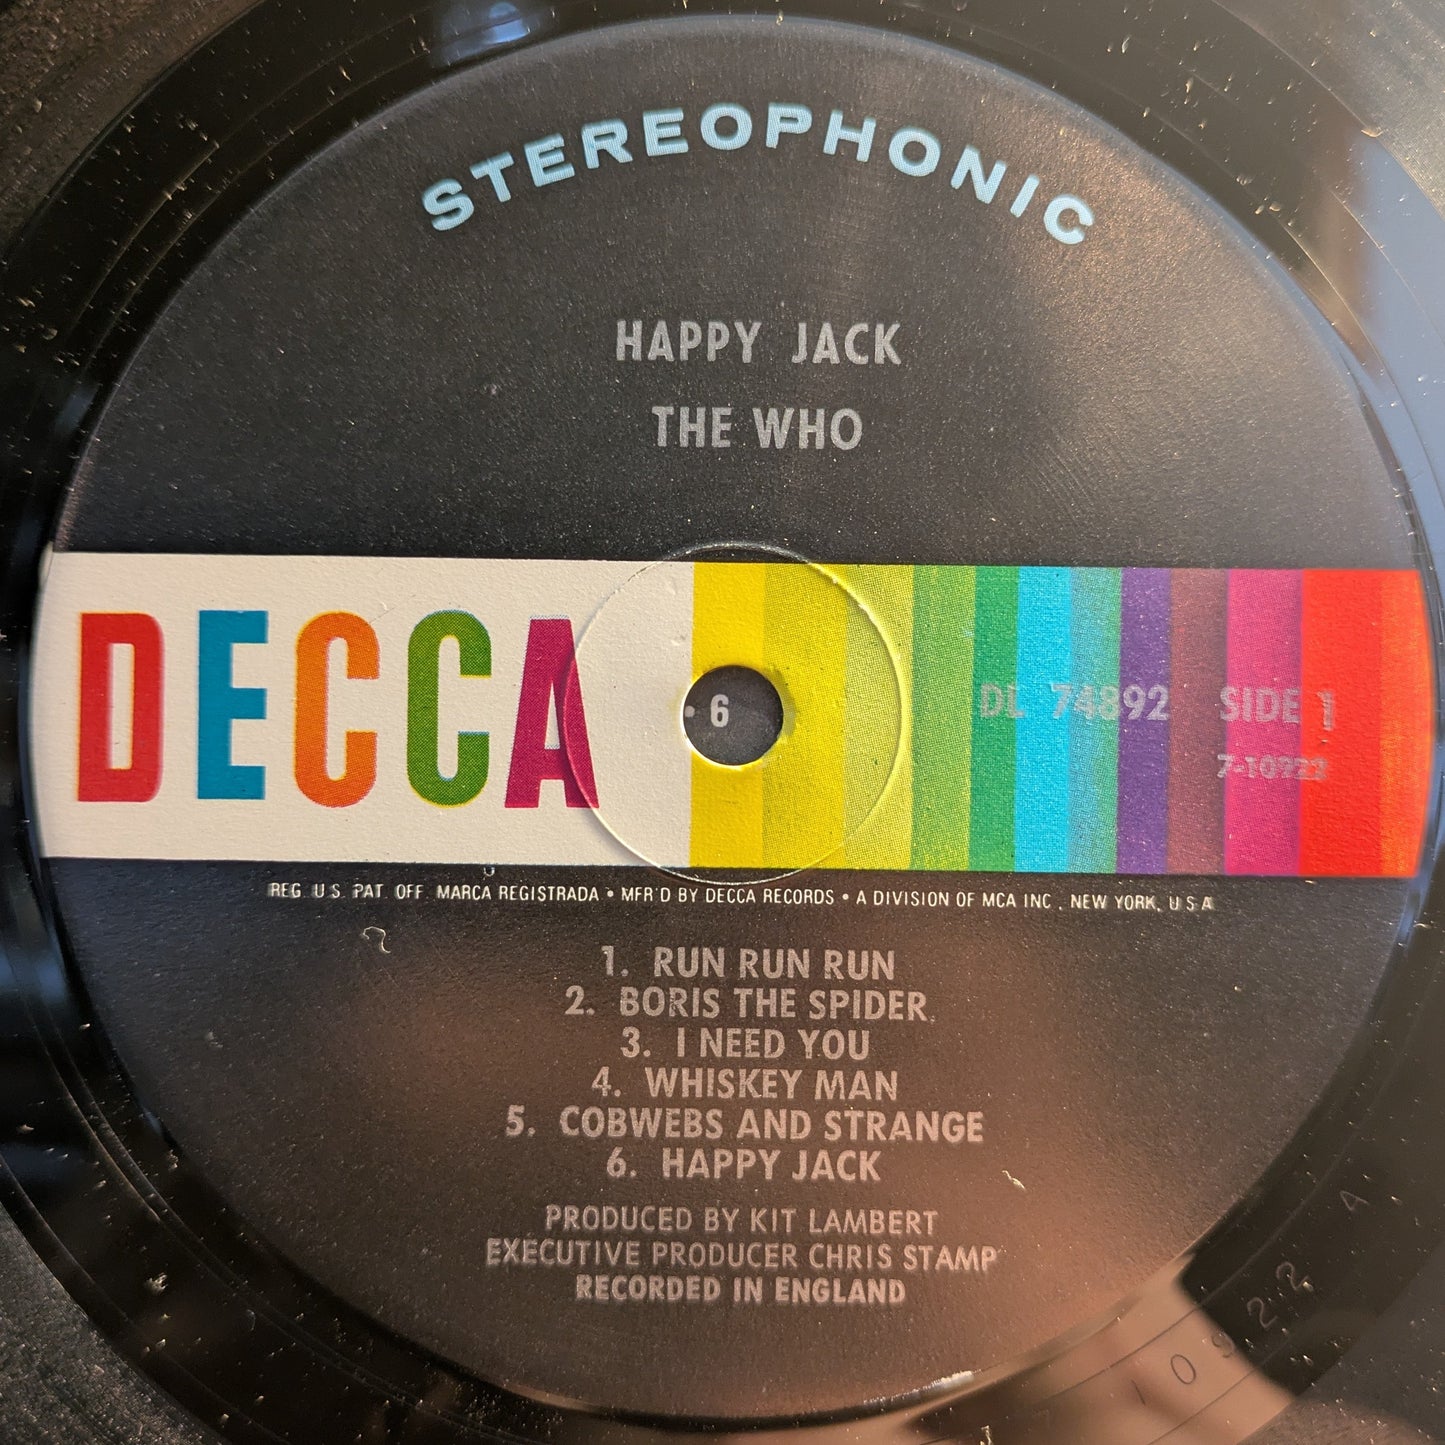 STEREOPHONIC
HAPPY JACK
THE WHO
DECCA
6
DL 74892 SIDE 1
7-10922
REG. U.S. PAT. OFF. MARCA REGISTRADA • MFR'D BY DECCA RECORDS • A DIVISION OF MCA INC., NEW YORK, U.S.A
1. RUN RUN RUN
2. BORIS THE SPIDER
3. I NEED YOU
4. WHISKEY MAN
5. COBWEBS AND STRANGE
6. HAPPY JACK
PRODUCED BY KIT LAMBERT
EXECUTIVE PRODUCER CHRIS STAMP
RECORDED IN ENGLAND